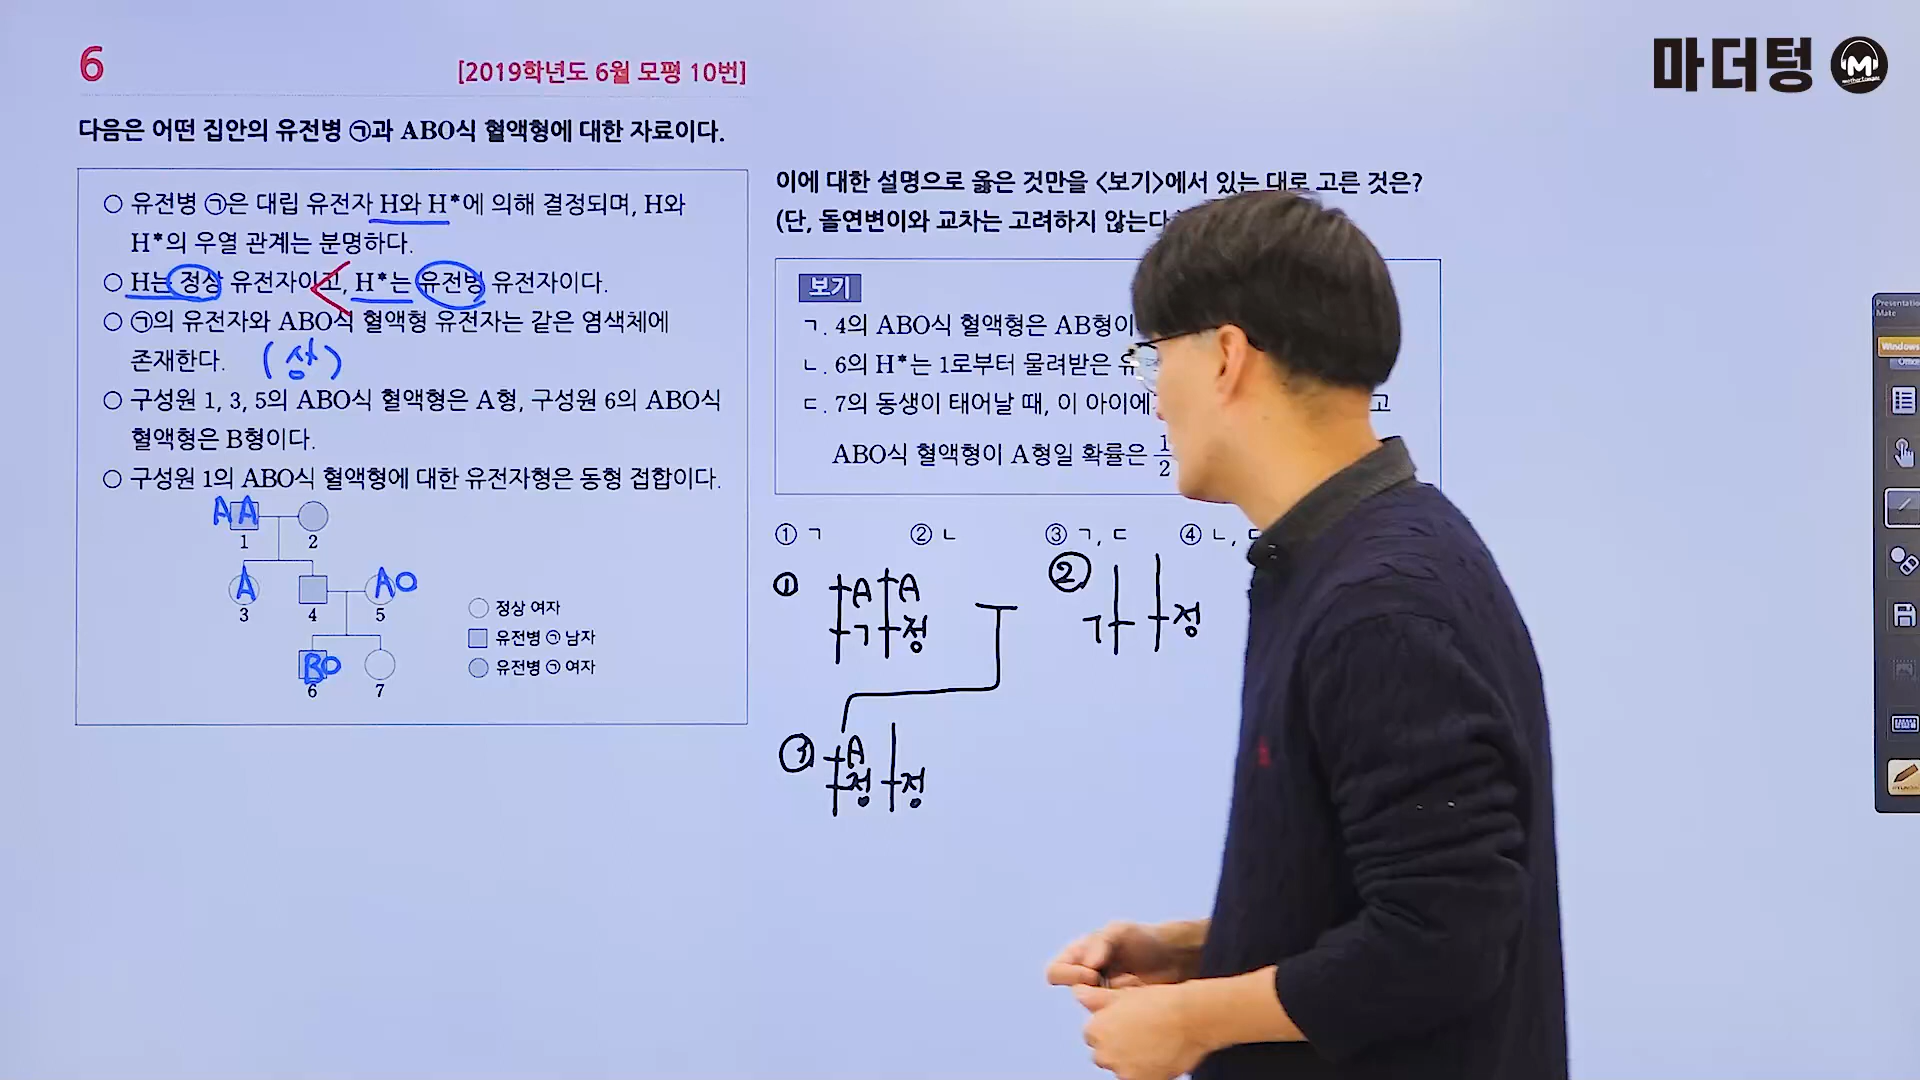 6
[2019학년도 6월 모평 10번]
마더텅
다음은 어떤 집안의 유전병 ㉠과 ABO식 혈액형에 대한 자료이다.
○ 유전병 ㉠은 대립 유전자 H와 H*에 의해 결정되며, H와
H*의 우열 관계는 분명하다.
○ H는 정상 유전자이고, H*는 유전병 유전자이다.
<
○ ㉠의 유전자와 ABO식 혈액형 유전자는 같은 염색체에
존재한다. (상)
○ 구성원 1, 3, 5의 ABO식 혈액형은 A형, 구성원 6의 ABO식
혈액형은 B형이다.
○ 구성원 1의 ABO식 혈액형에 대한 유전자형은 동형 접합이다.
AA
1 2
A AO
3 4 5
BO
6 7
정상 여자
유전병 ㉠ 남자
유전병 ㉠ 여자
이에 대한 설명으로 옳은 것만을 <보기>에서 있는 대로 고른 것은?
(단, 돌연변이와 교차는 고려하지 않는다
보기
ㄱ. 4의 ABO식 혈액형은 AB형이
ㄴ. 6의 H*는 1로부터 물려받은
ㄷ. 7의 동생이 태어날 때, 이 아이에 고
ABO식 혈액형이 A형일 확률은 1/2
① ㄱ ② ㄴ ③ ㄱ, ㄷ ④ ㄴ, ㄷ
① A A
ㄱ 정
② ㄱ 정
③ A
정 정
Presentation
Mate
Windows